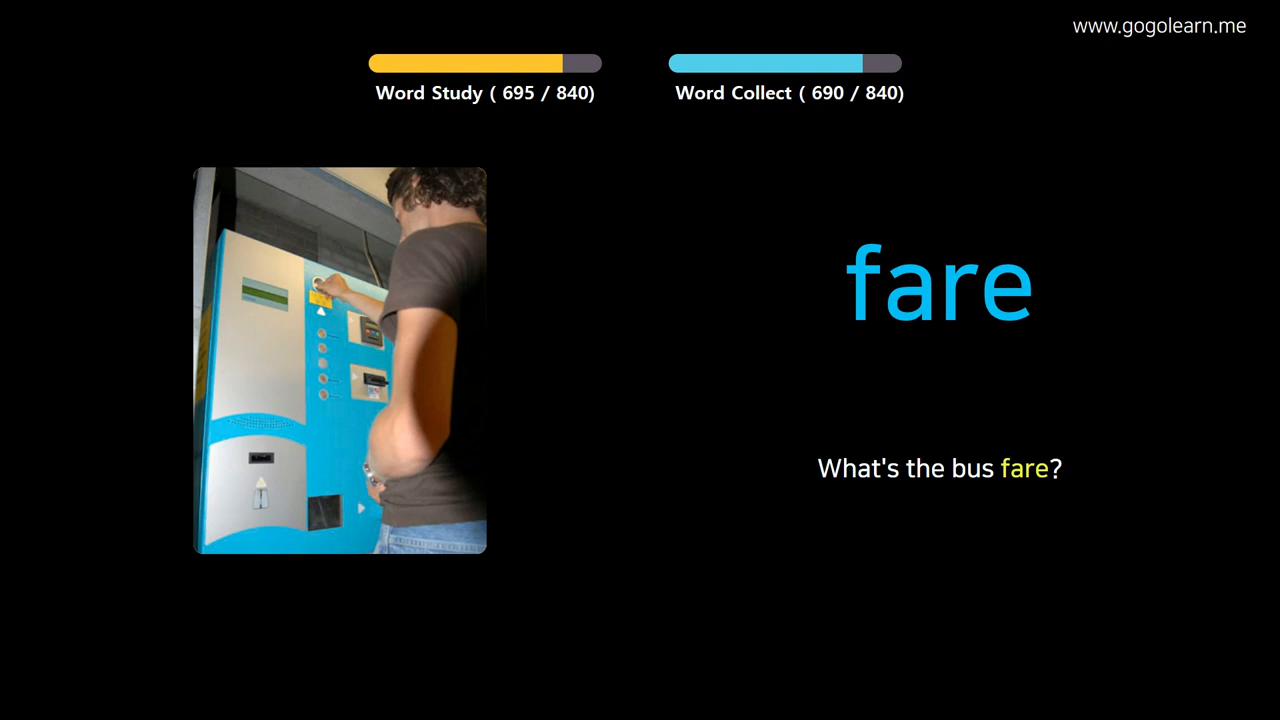 www.gogolearn.me
Word Study ( 695 / 840)
Word Collect ( 690 / 840)
fare
What's the bus fare?